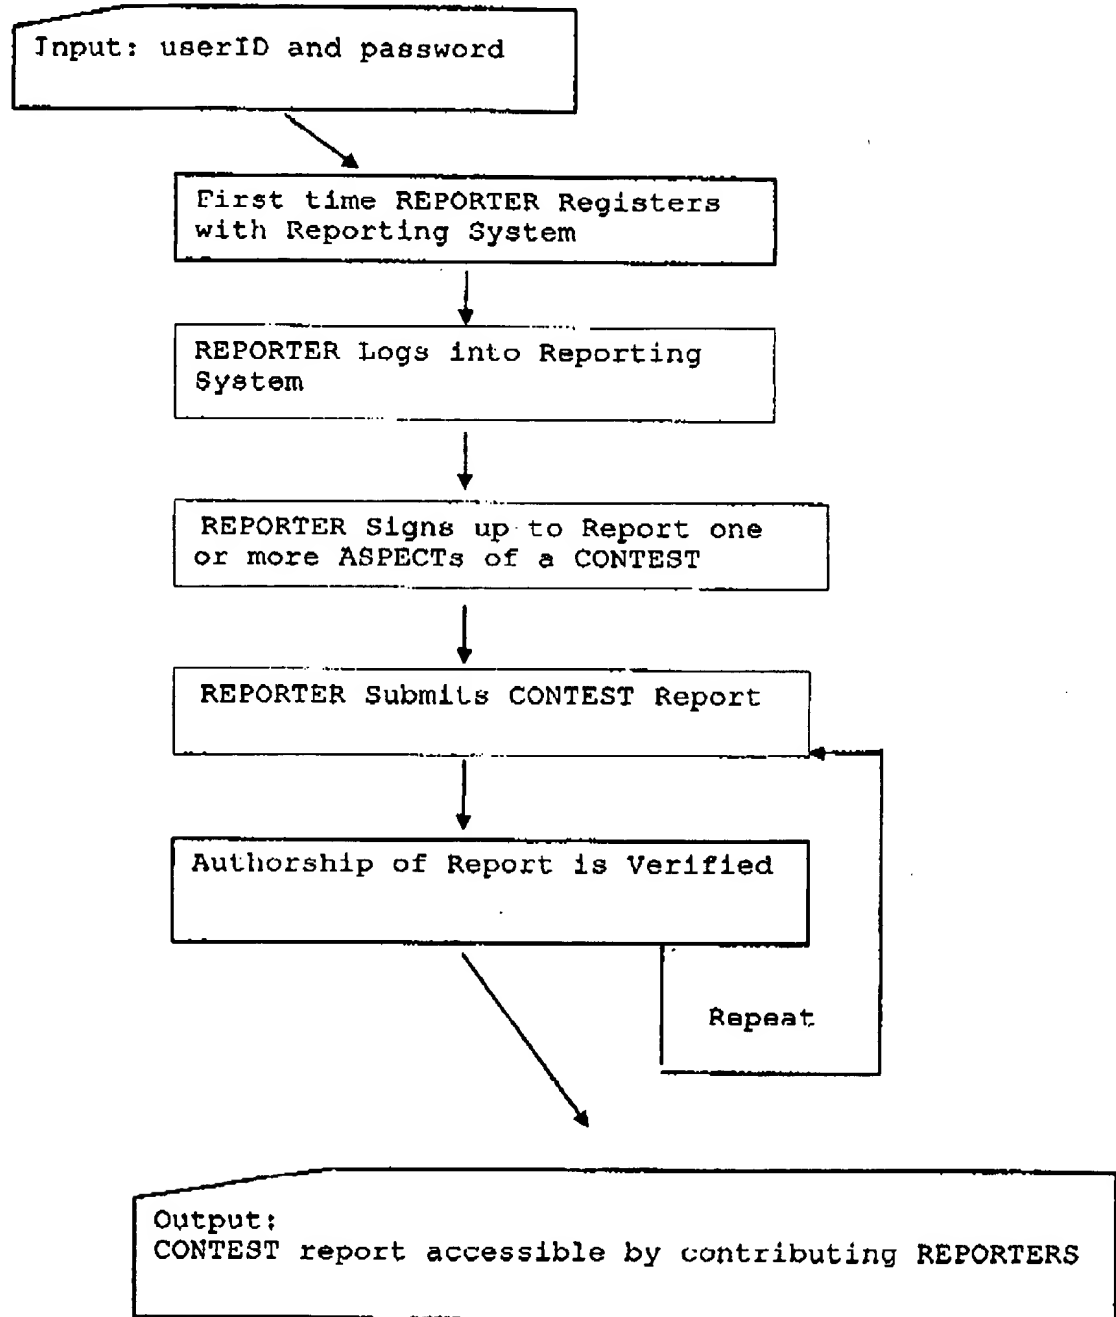 Input: userID and password
First time REPORTER Registers
with Reporting System
REPORTER Logs into Reporting
System
REPORTER Signs up to Report one
or more ASPECTs of a CONTEST
REPORTER Submits CONTEST Report
Authorship of Report is Verified
Repeat
Output:
CONTEST report accessible by contributing REPORTERS